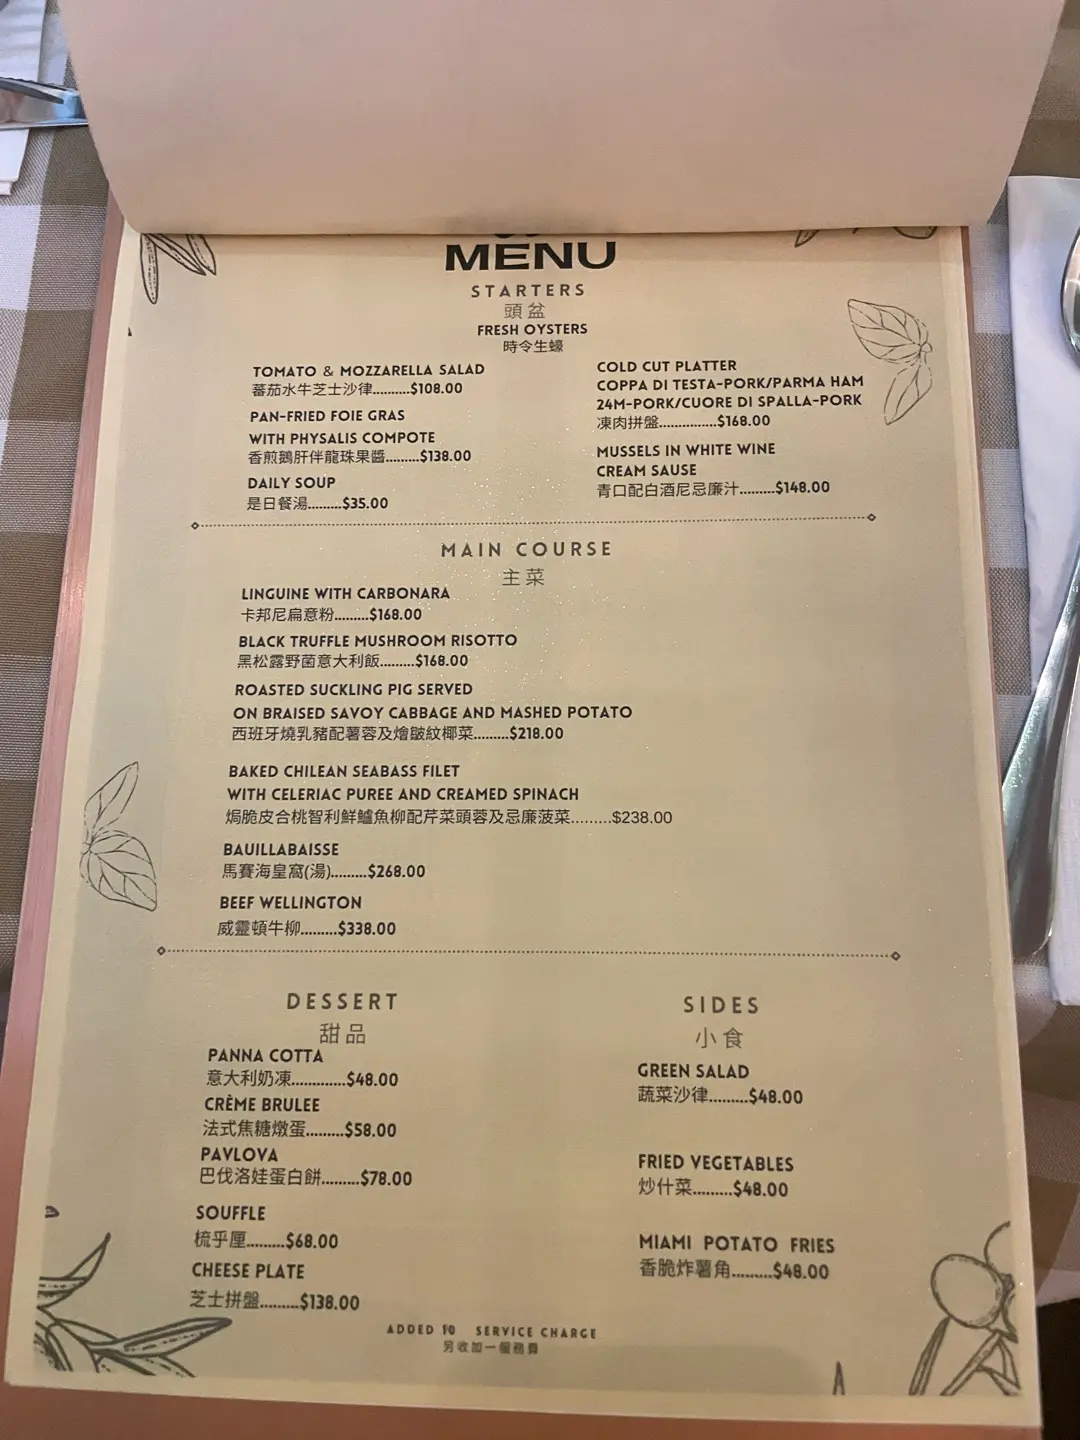 MENU
STARTERS
頭盆
FRESH OYSTERS
時令生蠔
TOMATO & MOZZARELLA SALAD
蕃茄水牛芝士沙律..........$108.00
PAN-FRIED FOIE GRAS
WITH PHYSALIS COMPOTE
香煎鵝肝伴龍珠果醬.........$138.00
DAILY SOUP
是日餐湯.........$35.00
COLD CUT PLATTER
COPPA DI TESTA-PORK/PARMA HAM
24M-PORK/CUORE DI SPALLA-PORK
凍肉拼盤...............$168.00
MUSSELS IN WHITE WINE
CREAM SAUSE
青口配白酒尼忌廉汁.........$148.00
MAIN COURSE
主菜
LINGUINE WITH CARBONARA
卡邦尼扁意粉.........$168.00
BLACK TRUFFLE MUSHROOM RISOTTO
黑松露野菌意大利飯.........$168.00
ROASTED SUCKLING PIG SERVED
ON BRAISED SAVOY CABBAGE AND MASHED POTATO
西班牙燒乳豬配薯蓉及燴皺紋椰菜.........$218.00
BAKED CHILEAN SEABASS FILET
WITH CELERIAC PUREE AND CREAMED SPINACH
焗脆皮合桃智利鮮鱸魚柳配芹菜頭蓉及忌廉菠菜.........$238.00
BAUILLABAISSE
馬賽海皇窩(湯).........$268.00
BEEF WELLINGTON
威靈頓牛柳.........$338.00
DESSERT
甜品
PANNA COTTA
意大利奶凍.............$48.00
CRÈME BRULEE
法式焦糖燉蛋.........$58.00
PAVLOVA
巴伐洛娃蛋白餅.........$78.00
SOUFFLE
梳乎厘.........$68.00
CHEESE PLATE
芝士拼盤.........$138.00
SIDES
小食
GREEN SALAD
蔬菜沙律.........$48.00
FRIED VEGETABLES
炒什菜.........$48.00
MIAMI POTATO FRIES
香脆炸薯角.........$48.00
ADDED 10 SERVICE CHARGE
另收加一服務費